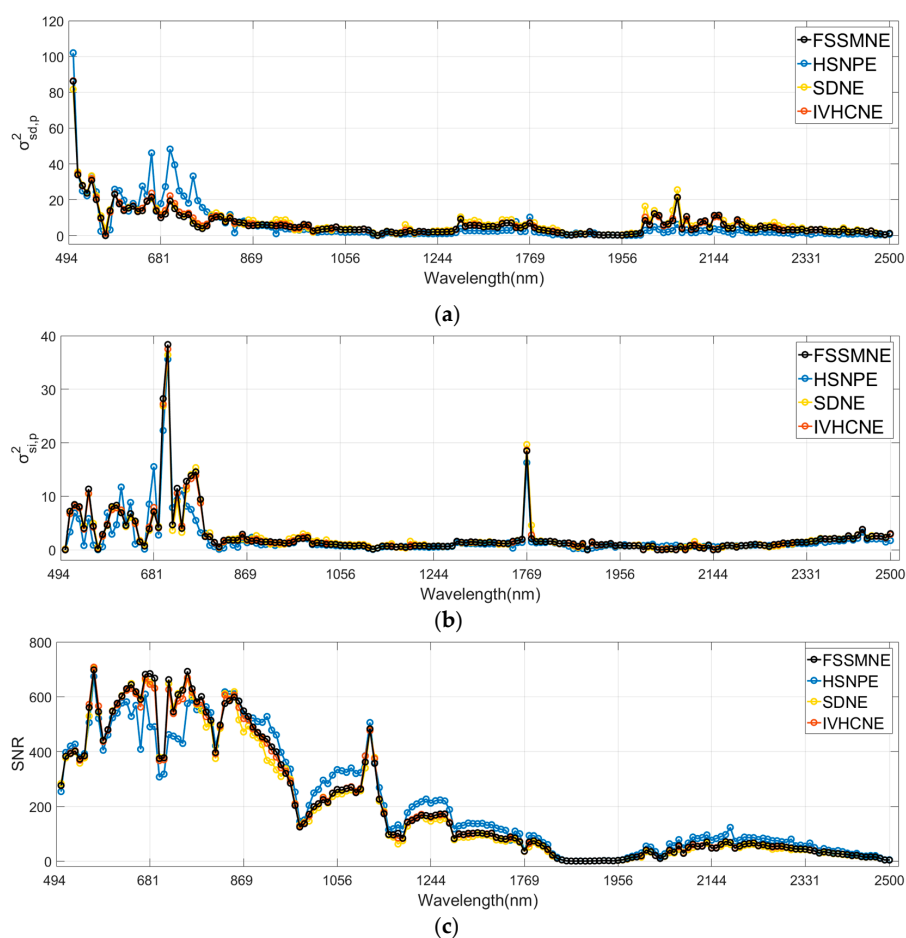 120
100
80
60
40
20
0
σ²sd,p
FSSMNE
HSNPE
SDNE
IVHCNE
494 681 869 1056 1244 1769 1956 2144 2331 2500
Wavelength(nm)
(a)
40
30
20
10
0
σ²si,p
FSSMNE
HSNPE
SDNE
IVHCNE
494 681 869 1056 1244 1769 1956 2144 2331 2500
Wavelength(nm)
(b)
800
600
400
200
0
SNR
FSSMNE
HSNPE
SDNE
IVHCNE
494 681 869 1056 1244 1769 1956 2144 2331 2500
Wavelength(nm)
(c)